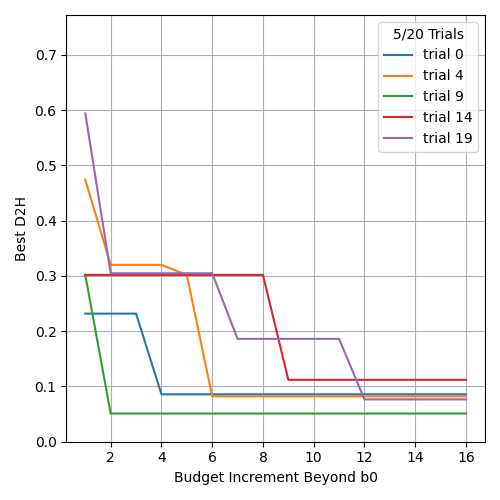 5/20 Trials
trial 0
trial 4
trial 9
trial 14
trial 19
Best D2H
0.7
0.6
0.5
0.4
0.3
0.2
0.1
0.0
2 4 6 8 10 12 14 16
Budget Increment Beyond b0